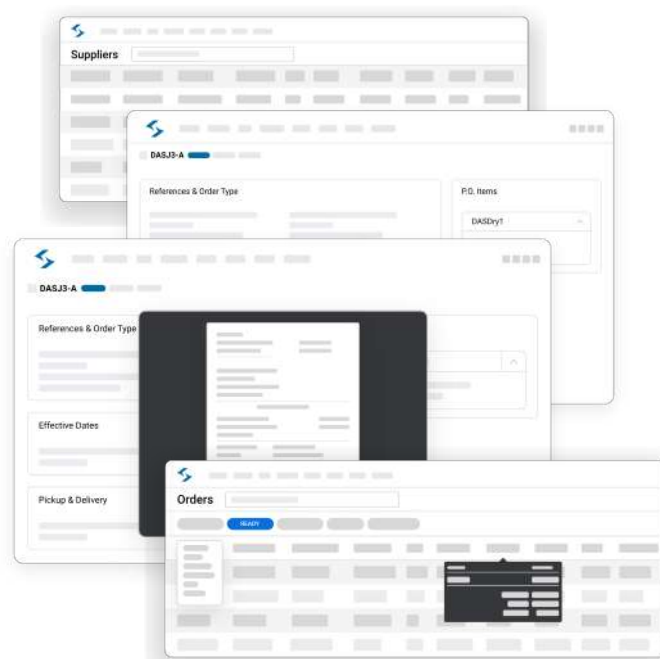 Suppliers
DASJ3-A
References & Order Type
P.O. Items
DASDry1
DASJ3-A
References & Order Type
Effective Dates
Pickup & Delivery
Orders
READY